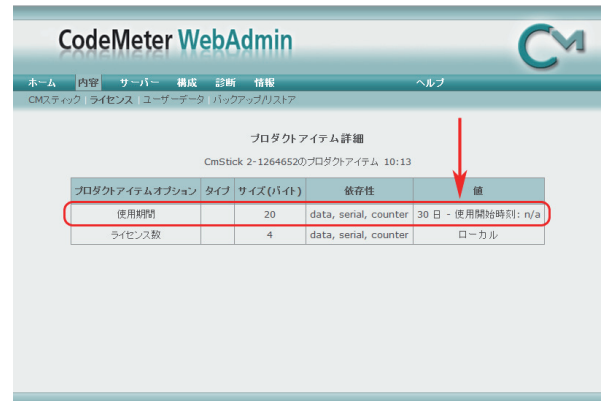 CodeMeter WebAdmin
CM
ホーム 内容 サーバー 構成 診断 情報 ヘルプ
CMスティック | ライセンス | ユーザーデータ | バックアップ/リストア
プロダクトアイテム詳細
CmStick 2-1264652のプロダクトアイテム 10:13
プロダクトアイテムオプション タイプ サイズ(バイト) 依存性 値
使用期間 20 data, serial, counter 30 日 - 使用開始時刻: n/a
ライセンス数 4 data, serial, counter ローカル